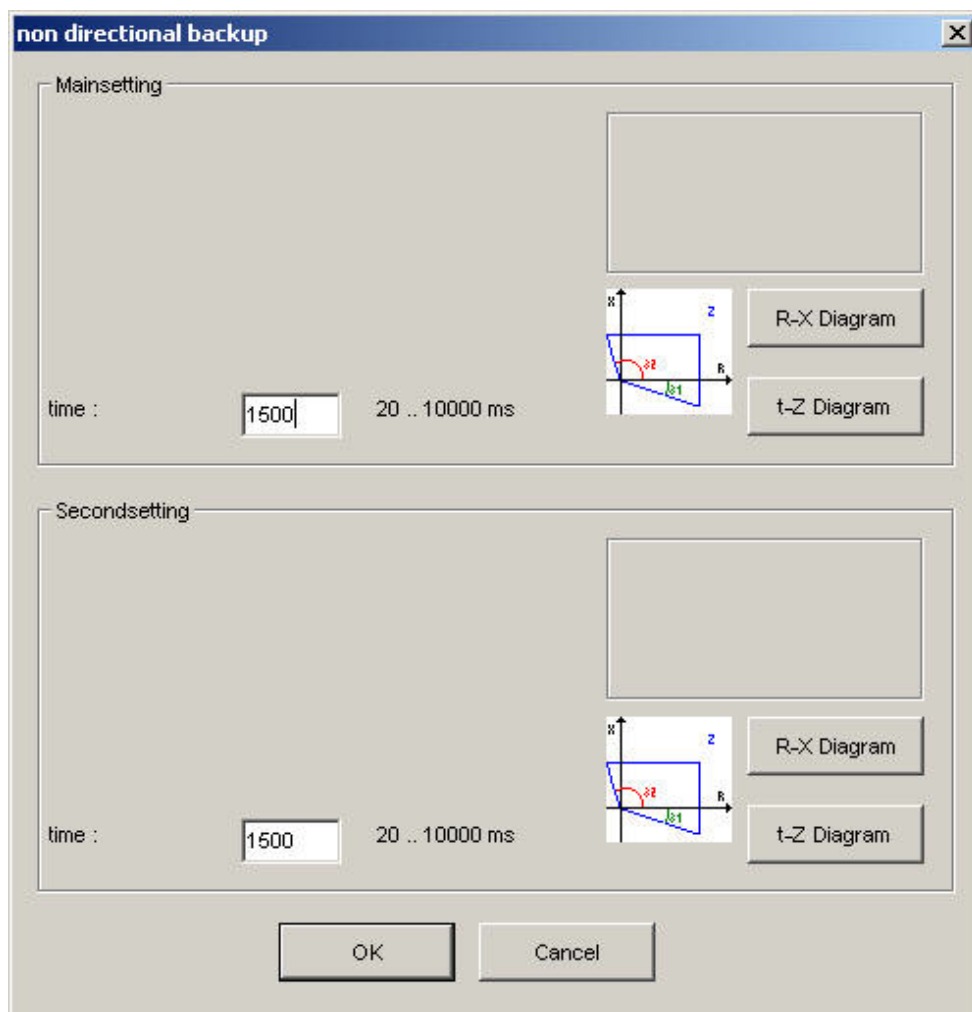 non directional backup
Mainsetting
X
Z
R-X Diagram
R
time :
1500
20 .. 10000 ms
t-Z Diagram
Secondsetting
X
Z
R-X Diagram
R
time :
1500
20 .. 10000 ms
t-Z Diagram
OK
Cancel